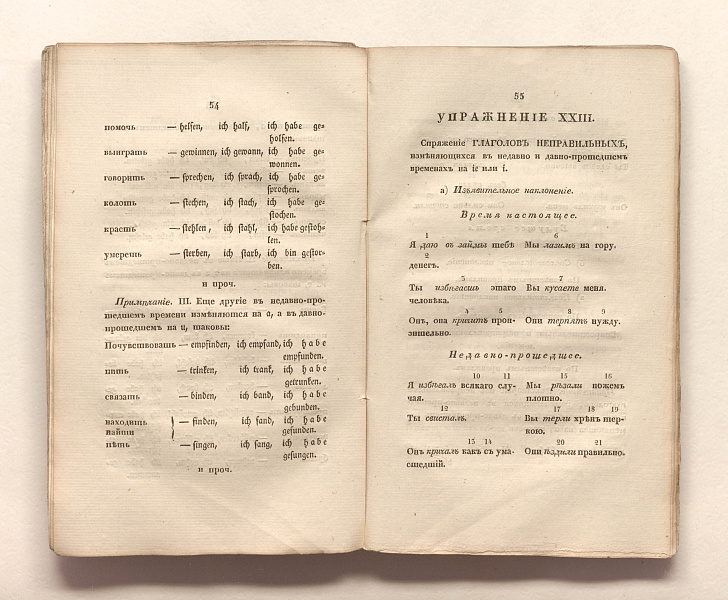 54
помочь — helfen, ich half, ich habe ge=
holfen.
выиграть — gewinnen, ich gewann, ich habe ge=
wonnen.
говорить — sprechen, ich sprach, ich habe ge=
sprochen.
колоть — stechen, ich stach, ich habe ge=
stochen.
красть — stehlen, ich stahl, ich habe gestoh=
len.
умереть — sterben, ich starb, ich bin gestor=
ben.
и проч.
Примѣчаніе. III. Еще другіе въ недавно-про-
шедшемъ времени измѣняются на a, а въ давно-
прошедшемъ на u, таковы:
Почувствовать — empfinden, ich empfand, ich habe
empfunden.
пить — trinken, ich trank, ich habe
getrunken.
связать — binden, ich band, ich habe
gebunden.
находить } — finden, ich fand, ich habe
найти gefunden.
пѣть — singen, ich sang, ich habe
gesungen.
и проч.
55
УПРАЖНЕНІЕ XXIII.
Спряженіе ГЛАГОЛОВЪ НЕПРАВИЛЬНЫХЪ,
измѣняющихся въ недавно и давно-прошедшемъ
временахъ на ie или i.
а) Изъявительное наклоненіе.
Время настоящее.
1 6
Я даю въ займы тебѣ Мы лазимъ на гору.
2
денегъ.
3 7
Ты избѣгаешь этаго Вы кусаете меня.
человѣка.
4 5 8 9
Онъ, она кричитъ прон- Они терпятъ нужду.
зительно.
Недавно-прошедшее.
10 11 15 16
Я избѣгалъ всякаго слу- Мы рѣзали ножемъ
чая. плотно.
12 17 18 19
Ты свисталъ. Вы терли хрѣнъ тер-
кою.
13 14 20 21
Онъ кричалъ какъ съ ума- Они ѣздили правильно.
сшедшій.